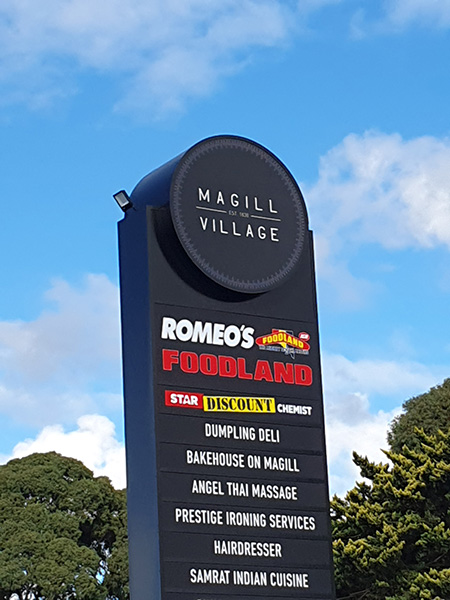 MAGILL
EST. 1838
VILLAGE
ROMEO'S
FOODLAND
FOODLAND
STAR DISCOUNT CHEMIST
DUMPLING DELI
BAKEHOUSE ON MAGILL
ANGEL THAI MASSAGE
PRESTIGE IRONING SERVICES
HAIRDRESSER
SAMRAT INDIAN CUISINE